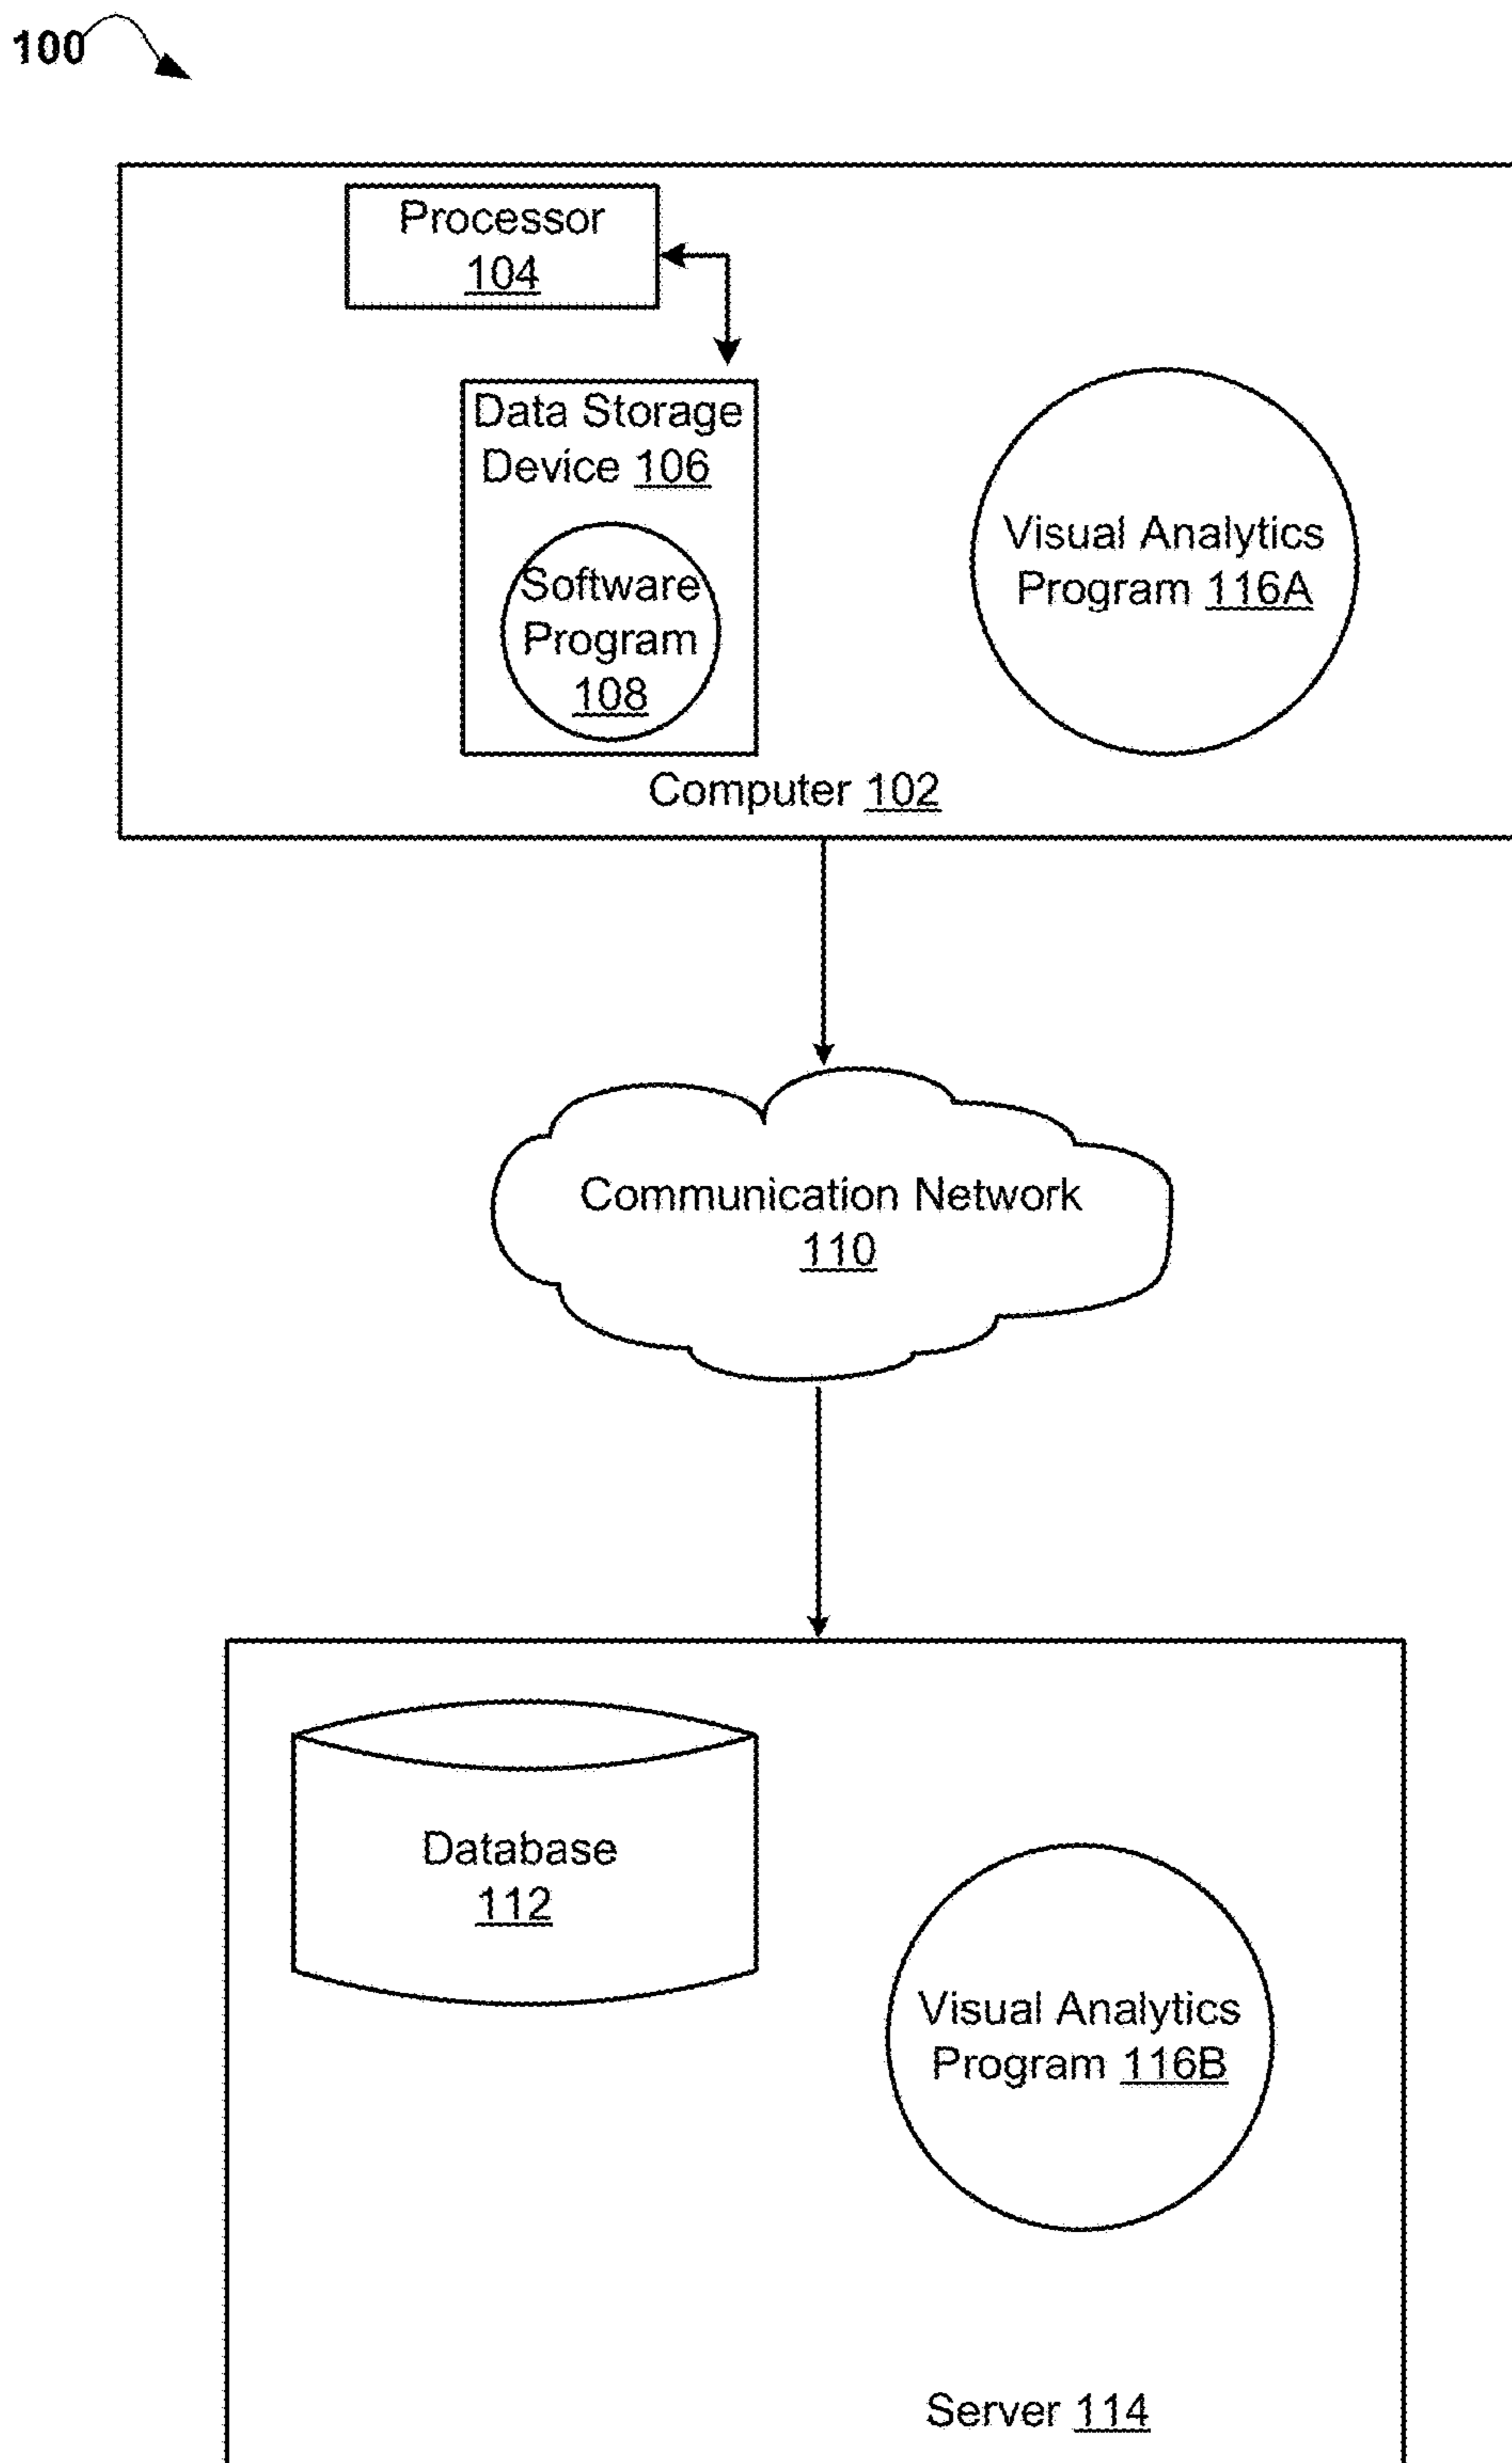 100
Processor
104
Data Storage
Device 106
Software
Program
108
Visual Analytics
Program 116A
Computer 102
Communication Network
110
Database
112
Visual Analytics
Program 116B
Server 114